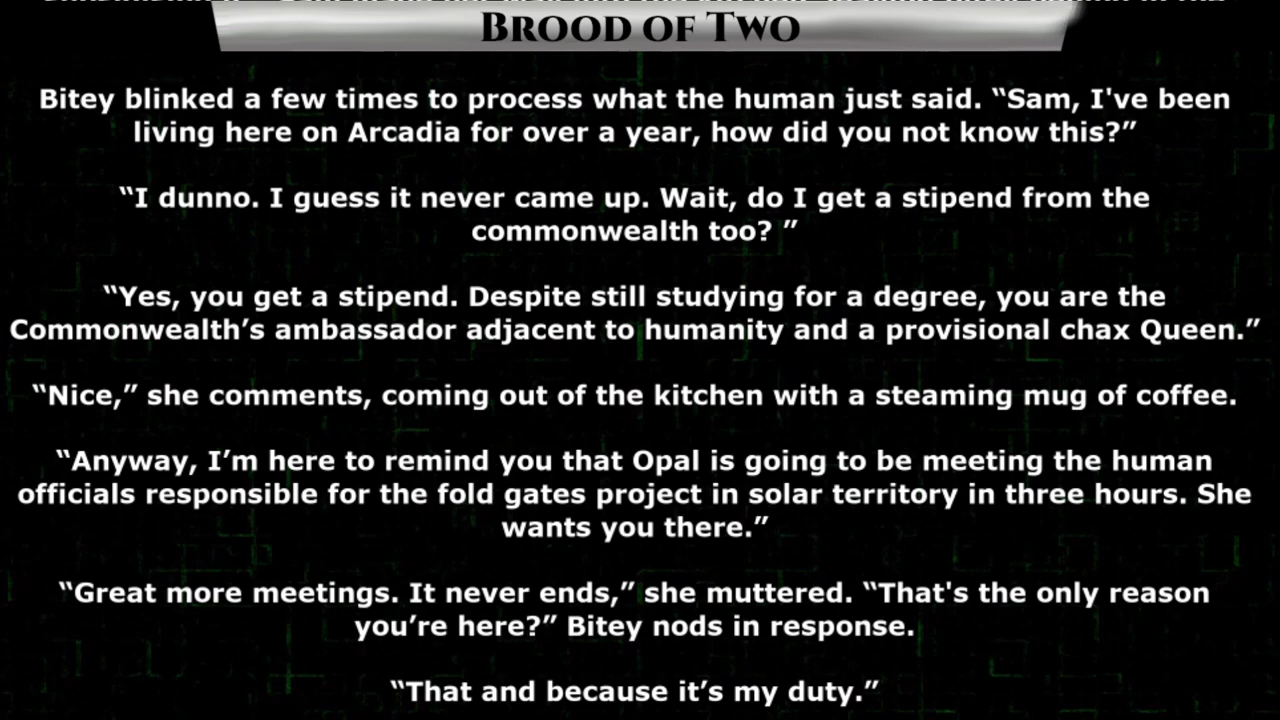 BROOD OF TWO
Bitey blinked a few times to process what the human just said. “Sam, I've been
living here on Arcadia for over a year, how did you not know this?”
“I dunno. I guess it never came up. Wait, do I get a stipend from the
commonwealth too? ”
“Yes, you get a stipend. Despite still studying for a degree, you are the
Commonwealth’s ambassador adjacent to humanity and a provisional chax Queen.”
“Nice,” she comments, coming out of the kitchen with a steaming mug of coffee.
“Anyway, I’m here to remind you that Opal is going to be meeting the human
officials responsible for the fold gates project in solar territory in three hours. She
wants you there.”
“Great more meetings. It never ends,” she muttered. “That's the only reason
you’re here?” Bitey nods in response.
“That and because it’s my duty.”